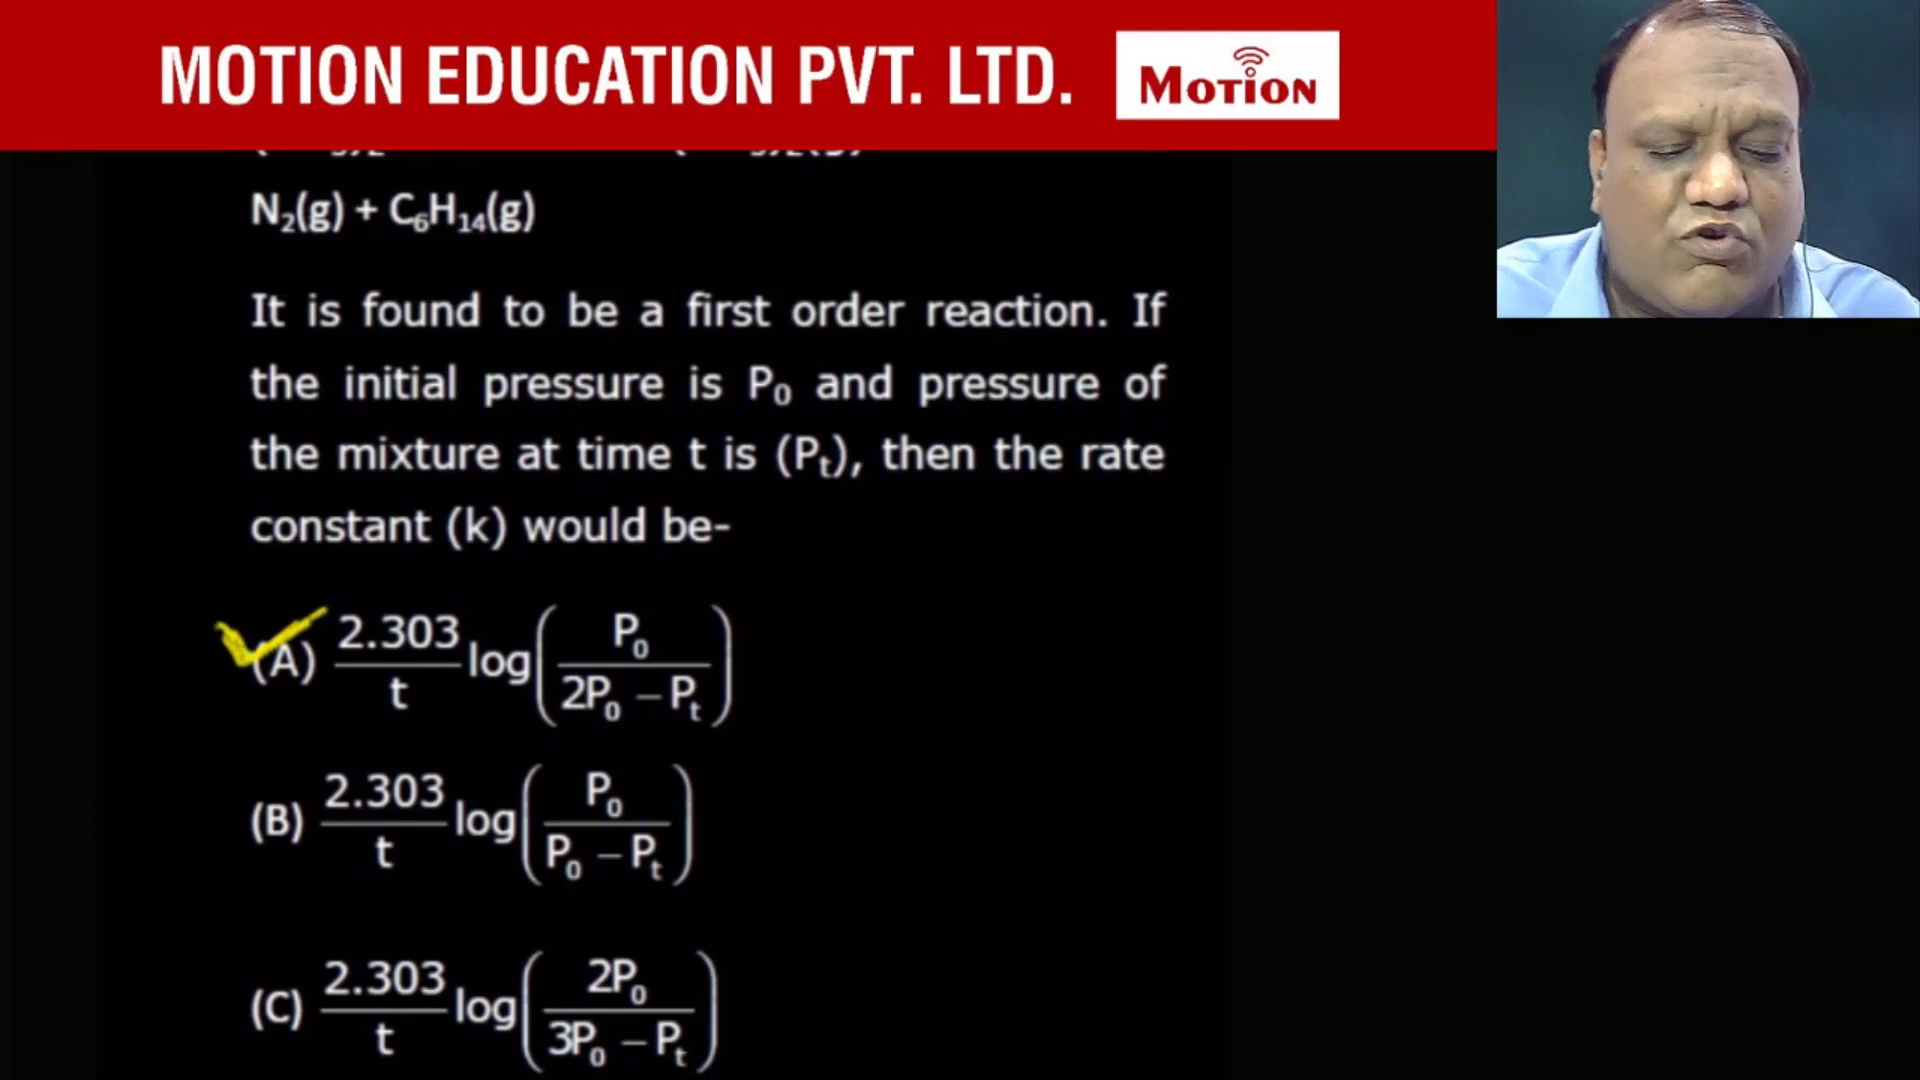 MOTION EDUCATION PVT. LTD.
MOTION
N₂(g) + C₆H₁₄(g)
It is found to be a first order reaction. If
the initial pressure is P₀ and pressure of
the mixture at time t is (Pₜ), then the rate
constant (k) would be-
(A) 2.303/t log(P₀/(2P₀ – Pₜ))
(B) 2.303/t log(P₀/(P₀ – Pₜ))
(C) 2.303/t log(2P₀/(3P₀ – Pₜ))